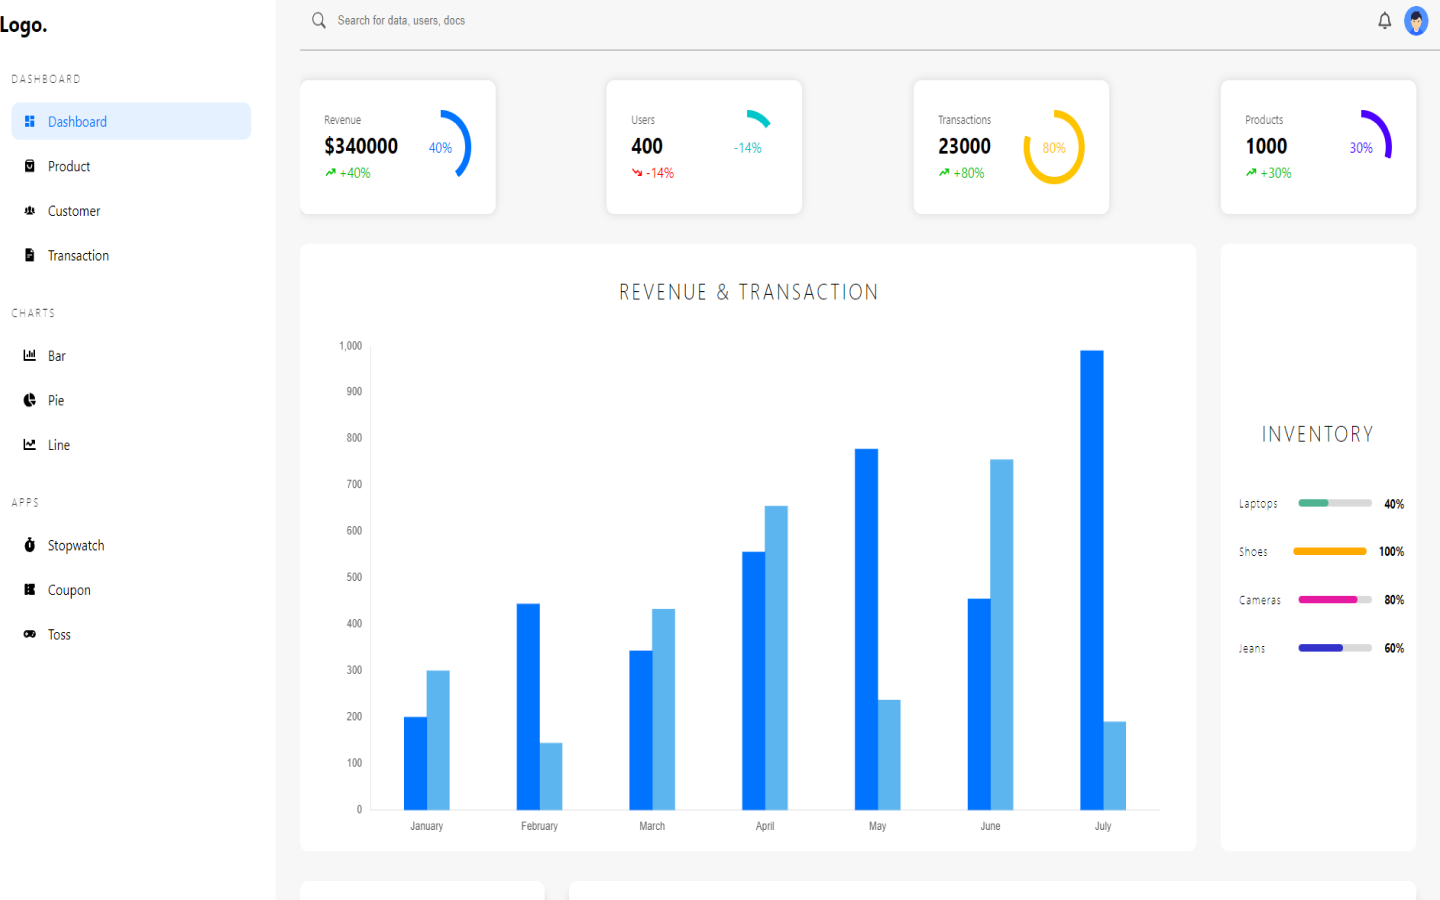 Logo.
DASHBOARD
Dashboard
Product
Customer
Transaction
CHARTS
Bar
Pie
Line
APPS
Stopwatch
Coupon
Toss
Search for data, users, docs
Revenue
$340000
+40%
40%
Users
400
-14%
-14%
Transactions
23000
+80%
80%
Products
1000
+30%
30%
REVENUE & TRANSACTION
1,000
900
800
700
600
500
400
300
200
100
0
January February March April May June July
INVENTORY
Laptops 40%
Shoes 100%
Cameras 80%
Jeans 60%